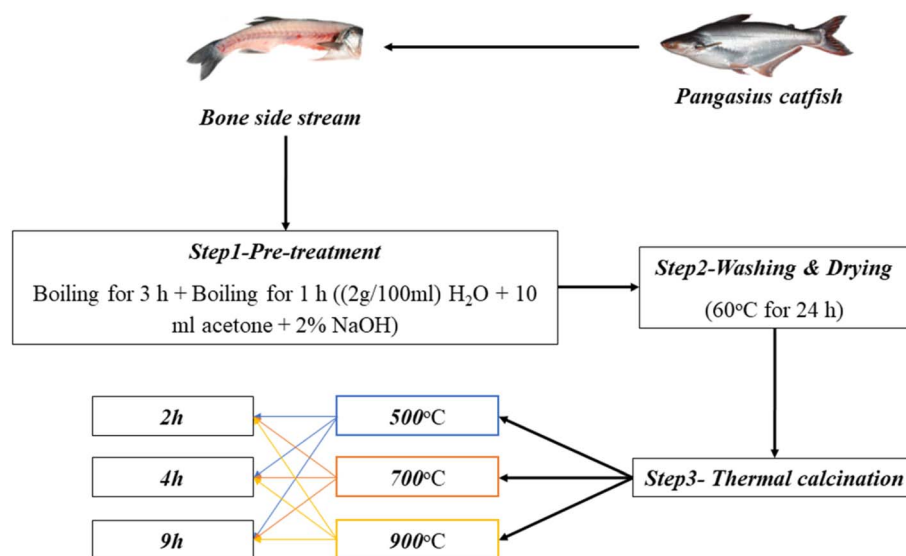 Pangasius catfish
Bone side stream
Step1-Pre-treatment
Boiling for 3 h + Boiling for 1 h ((2g/100ml) H₂O + 10
ml acetone + 2% NaOH)
Step2-Washing & Drying
(60°C for 24 h)
Step3- Thermal calcination
500°C
700°C
900°C
2h
4h
9h